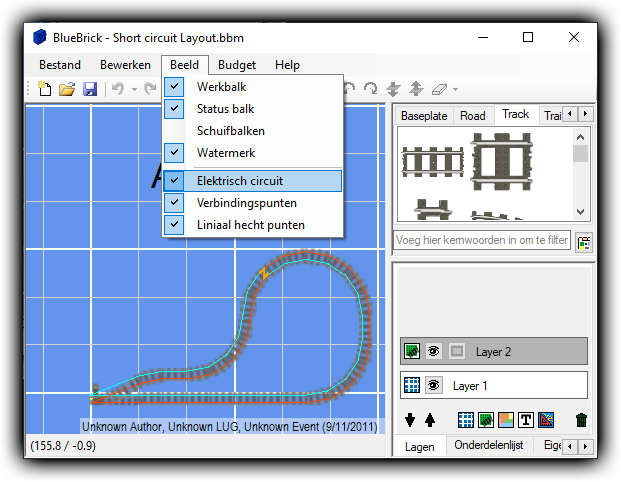 BlueBrick - Short circuit Layout.bbm
Bestand Bewerken Beeld Budget Help
Werkbalk
Status balk
Schuifbalken
Watermerk
Elektrisch circuit
Verbindingspunten
Liniaal hecht punten
Baseplate Road Track Trai
Voeg hier kernwoorden in om te filter
Layer 2
Layer 1
T
Unknown Author, Unknown LUG, Unknown Event (9/11/2011)
Lagen Onderdelenlijst Eige
(155.8 / -0.9)